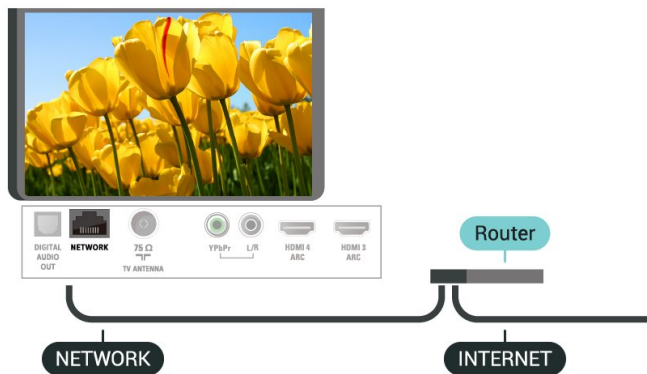 DIGITAL
AUDIO
OUT
NETWORK
75 Ω
TV ANTENNA
YPbPr
L/R
HDMI 4
ARC
HDMI 3
ARC
Router
NETWORK
INTERNET